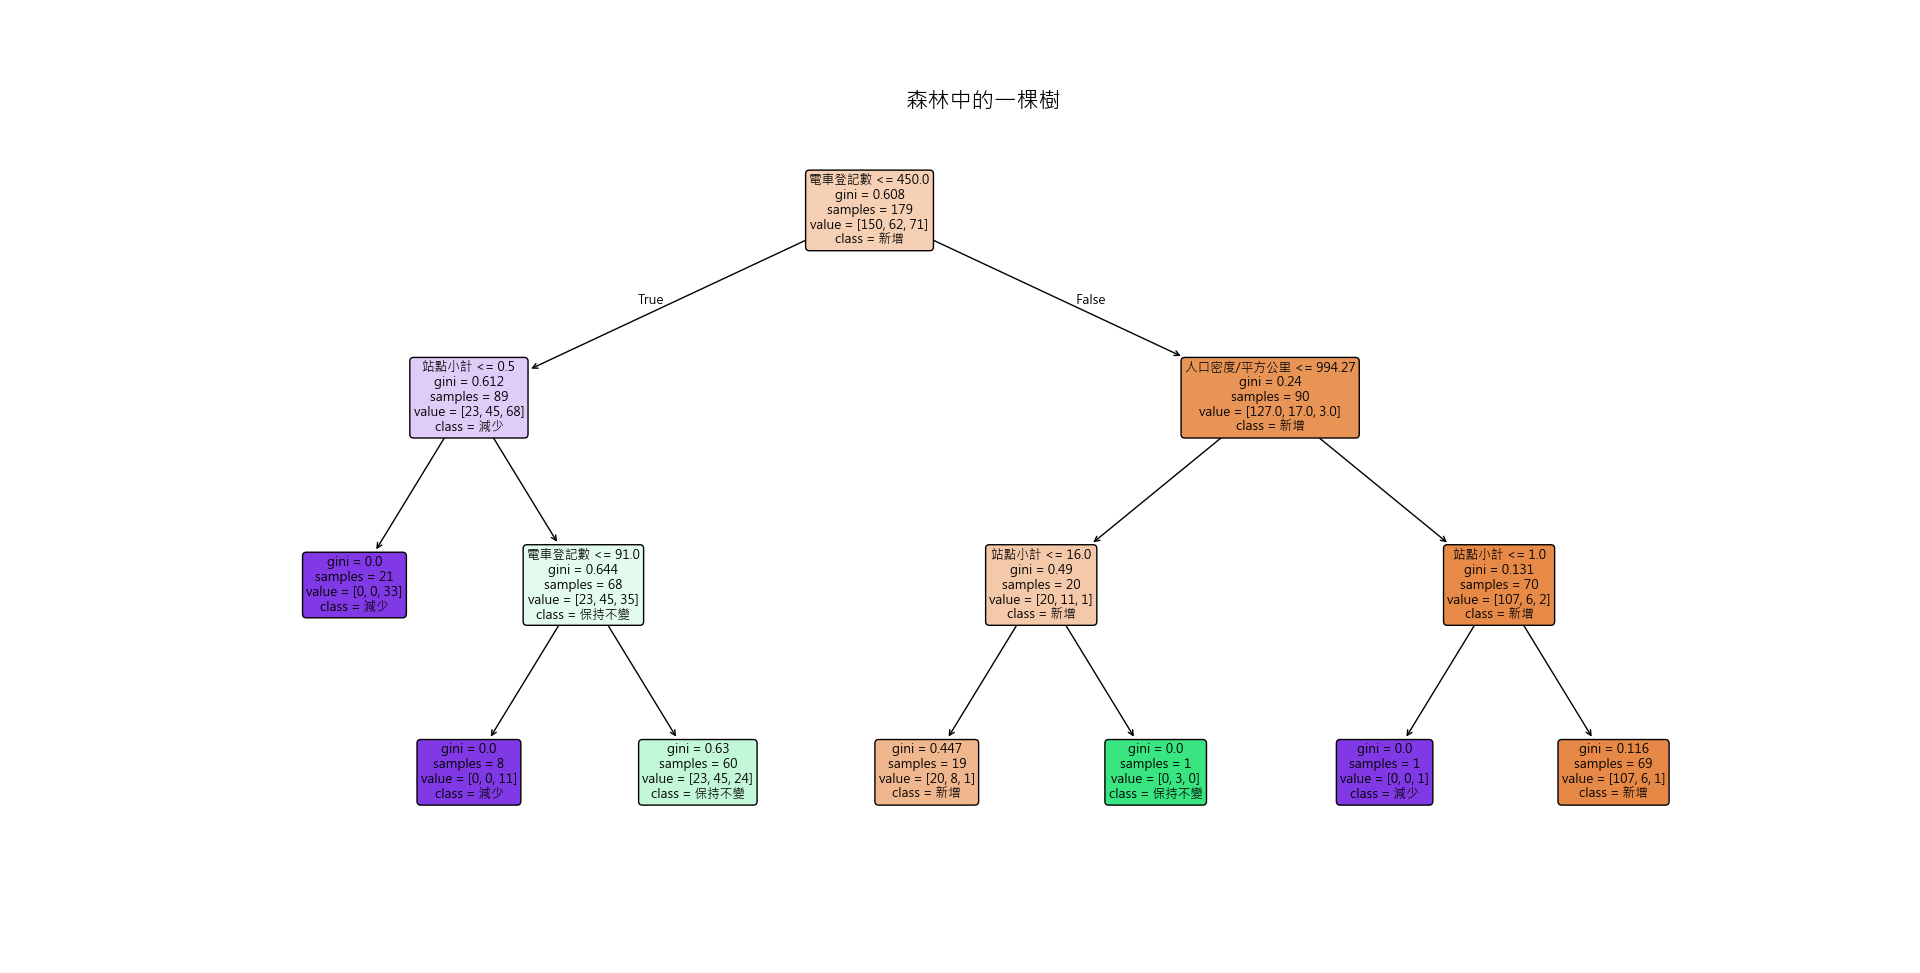 森林中的一棵樹
電車登記數 <= 450.0
gini = 0.608
samples = 179
value = [150, 62, 71]
class = 新增
True
False
站點小計 <= 0.5
gini = 0.612
samples = 89
value = [23, 45, 68]
class = 減少
人口密度/平方公里 <= 994.27
gini = 0.24
samples = 90
value = [127.0, 17.0, 3.0]
class = 新增
gini = 0.0
samples = 21
value = [0, 0, 33]
class = 減少
電車登記數 <= 91.0
gini = 0.644
samples = 68
value = [23, 45, 35]
class = 保持不變
站點小計 <= 16.0
gini = 0.49
samples = 20
value = [20, 11, 1]
class = 新增
站點小計 <= 1.0
gini = 0.131
samples = 70
value = [107, 6, 2]
class = 新增
gini = 0.0
samples = 8
value = [0, 0, 11]
class = 減少
gini = 0.63
samples = 60
value = [23, 45, 24]
class = 保持不變
gini = 0.447
samples = 19
value = [20, 8, 1]
class = 新增
gini = 0.0
samples = 1
value = [0, 3, 0]
class = 保持不變
gini = 0.0
samples = 1
value = [0, 0, 1]
class = 減少
gini = 0.116
samples = 69
value = [107, 6, 1]
class = 新增